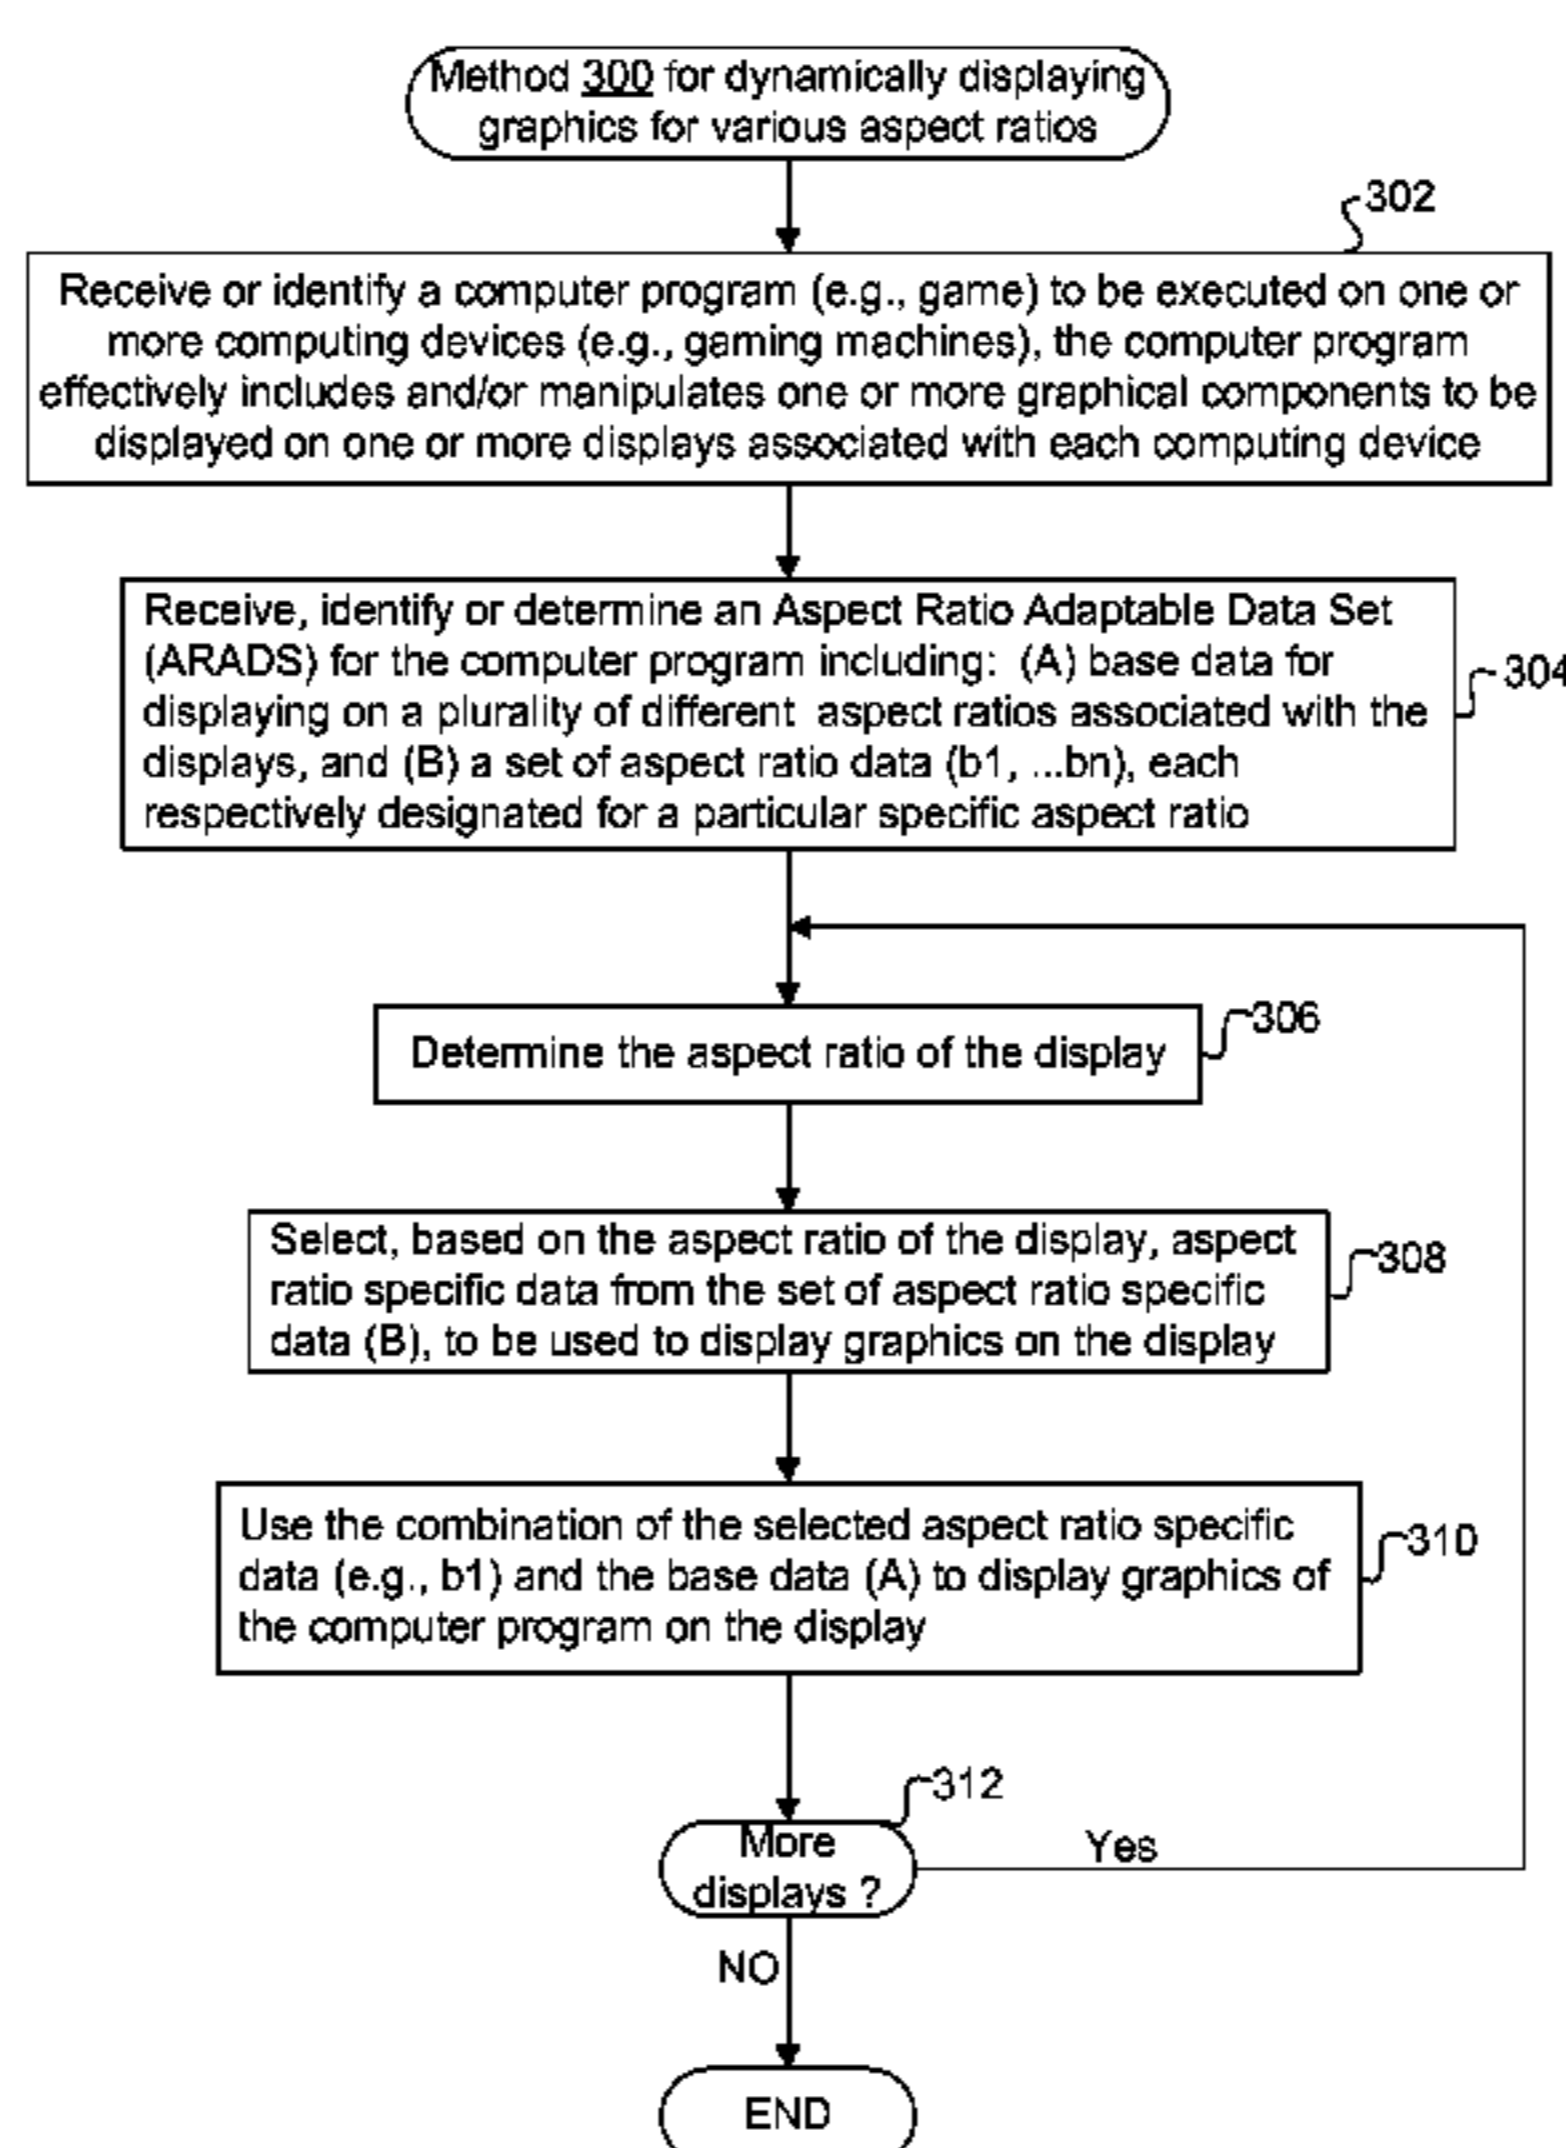 Method 300 for dynamically displaying
graphics for various aspect ratios
302
Receive or identify a computer program (e.g., game) to be executed on one or
more computing devices (e.g., gaming machines), the computer program
effectively includes and/or manipulates one or more graphical components to be
displayed on one or more displays associated with each computing device
Receive, identify or determine an Aspect Ratio Adaptable Data Set
(ARADS) for the computer program including: (A) base data for
displaying on a plurality of different aspect ratios associated with the
displays, and (B) a set of aspect ratio data (b1, ...bn), each
respectively designated for a particular specific aspect ratio
304
Determine the aspect ratio of the display
306
Select, based on the aspect ratio of the display, aspect
ratio specific data from the set of aspect ratio specific
data (B), to be used to display graphics on the display
308
Use the combination of the selected aspect ratio specific
data (e.g., b1) and the base data (A) to display graphics of
the computer program on the display
310
312
More
displays ?
Yes
NO
END